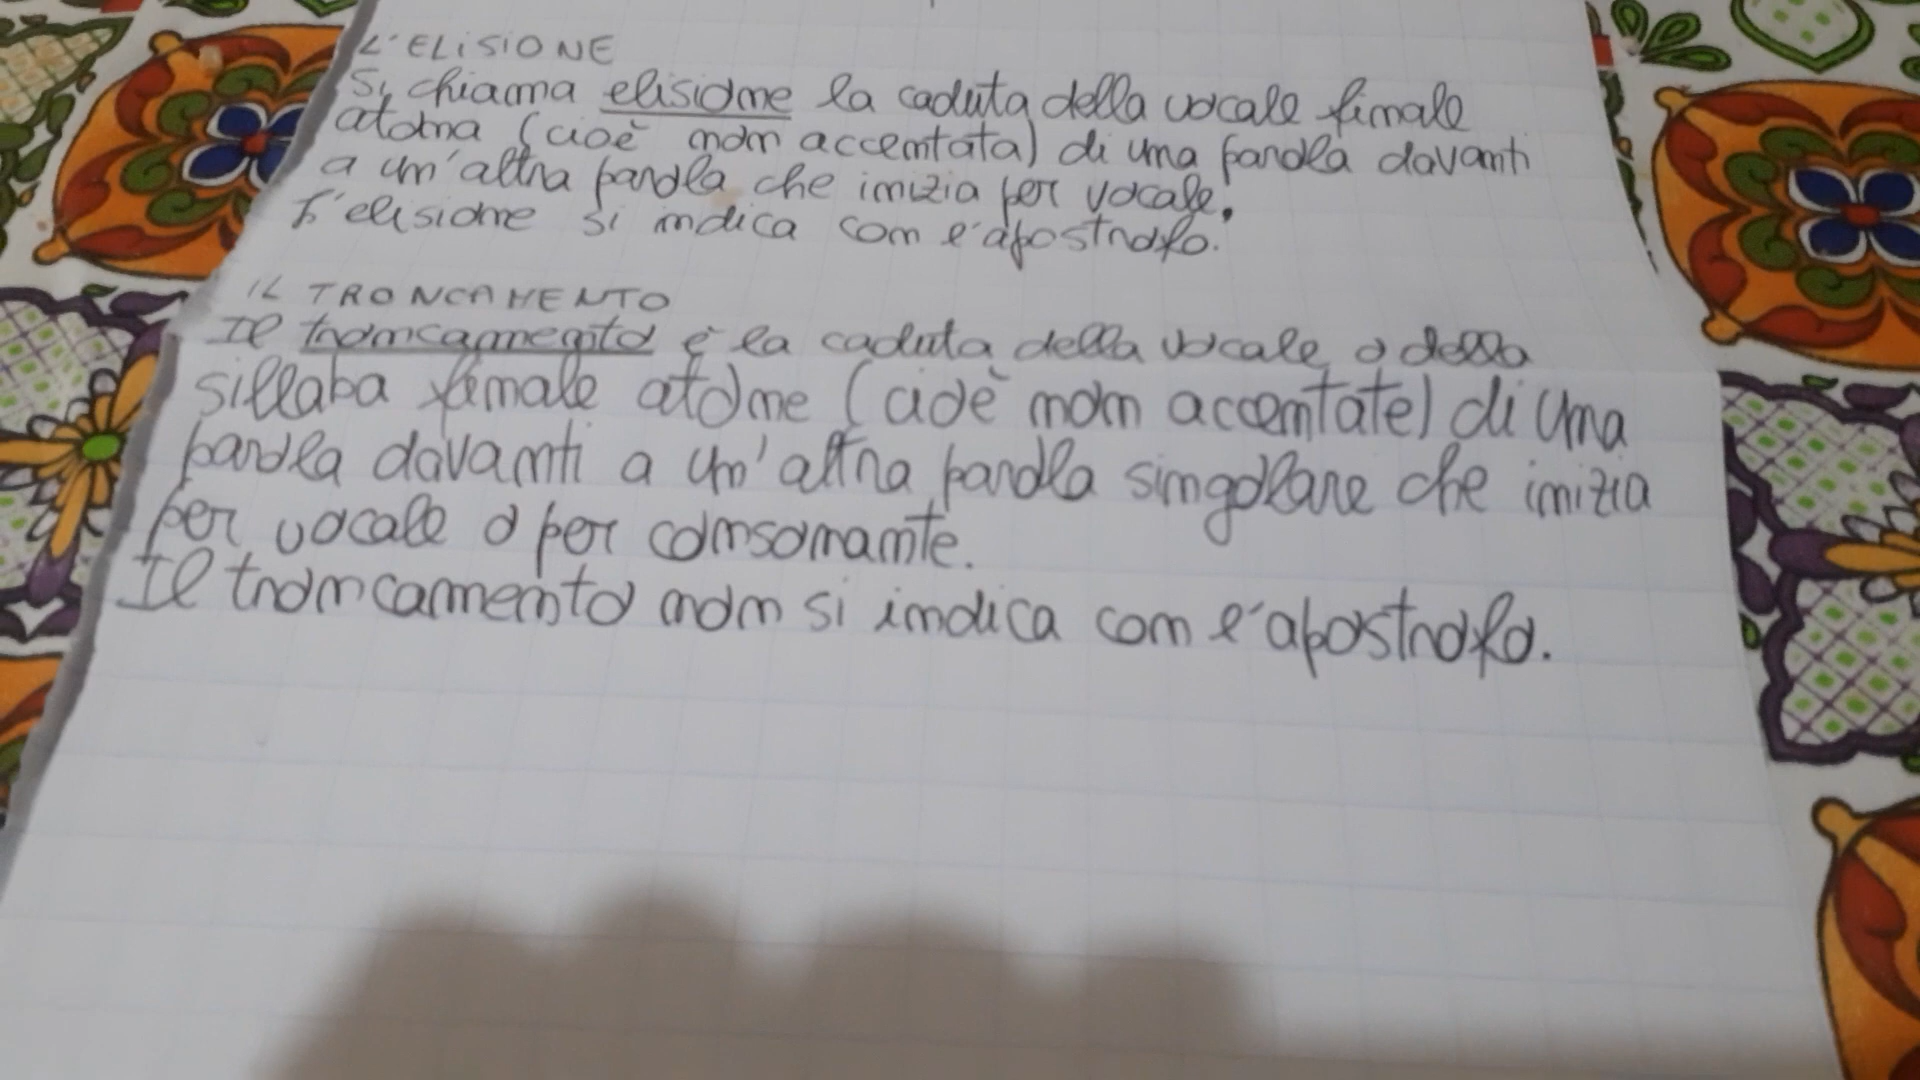 L'ELISIONE
Si chiama elisione la caduta della vocale finale
atona (cioè non accentata) di una parola davanti
a un'altra parola che inizia per vocale.
L'elisione si indica con l'apostrofo.
IL TRONCAMENTO
Il troncamento è la caduta della vocale o della
sillaba finale atone (cioè non accentate) di una
parola davanti a un'altra parola singolare che inizia
per vocale o per consonante.
Il troncamento non si indica con l'apostrofo.